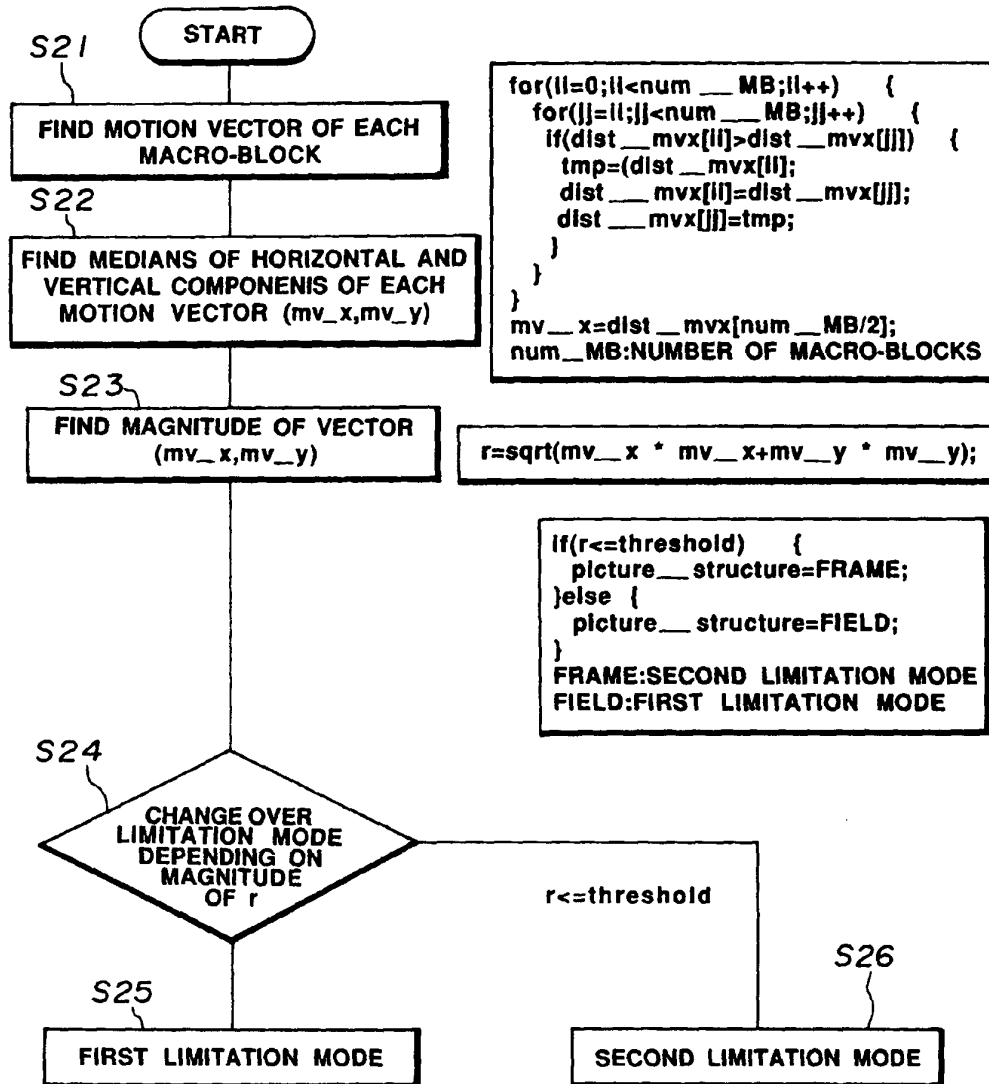 START
S21
FIND MOTION VECTOR OF EACH
MACRO-BLOCK
S22
FIND MEDIANS OF HORIZONTAL AND
VERTICAL COMPONENIS OF EACH
MOTION VECTOR (mv_x,mv_y)
S23
FIND MAGNITUDE OF VECTOR
(mv_x,mv_y)
for(ii=0;ii<num__MB;ii++) {
for(jj=ii;jj<num__MB;jj++) {
if(dist__mvx[ii]>dist__mvx[jj]) {
tmp=(dist__mvx[ii];
dist__mvx[ii]=dist__mvx[jj];
dist__mvx[jj]=tmp;
}
}
}
mv__x=dist__mvx[num__MB/2];
num_MB:NUMBER OF MACRO-BLOCKS
r=sqrt(mv__x * mv__x+mv__y * mv__y);
if(r<=threshold) {
picture__structure=FRAME;
}else {
picture__structure=FIELD;
}
FRAME:SECOND LIMITATION MODE
FIELD:FIRST LIMITATION MODE
S24
CHANGE OVER
LIMITATION MODE
DEPENDING ON
MAGNITUDE
OF r
r<=threshold
S25
FIRST LIMITATION MODE
S26
SECOND LIMITATION MODE